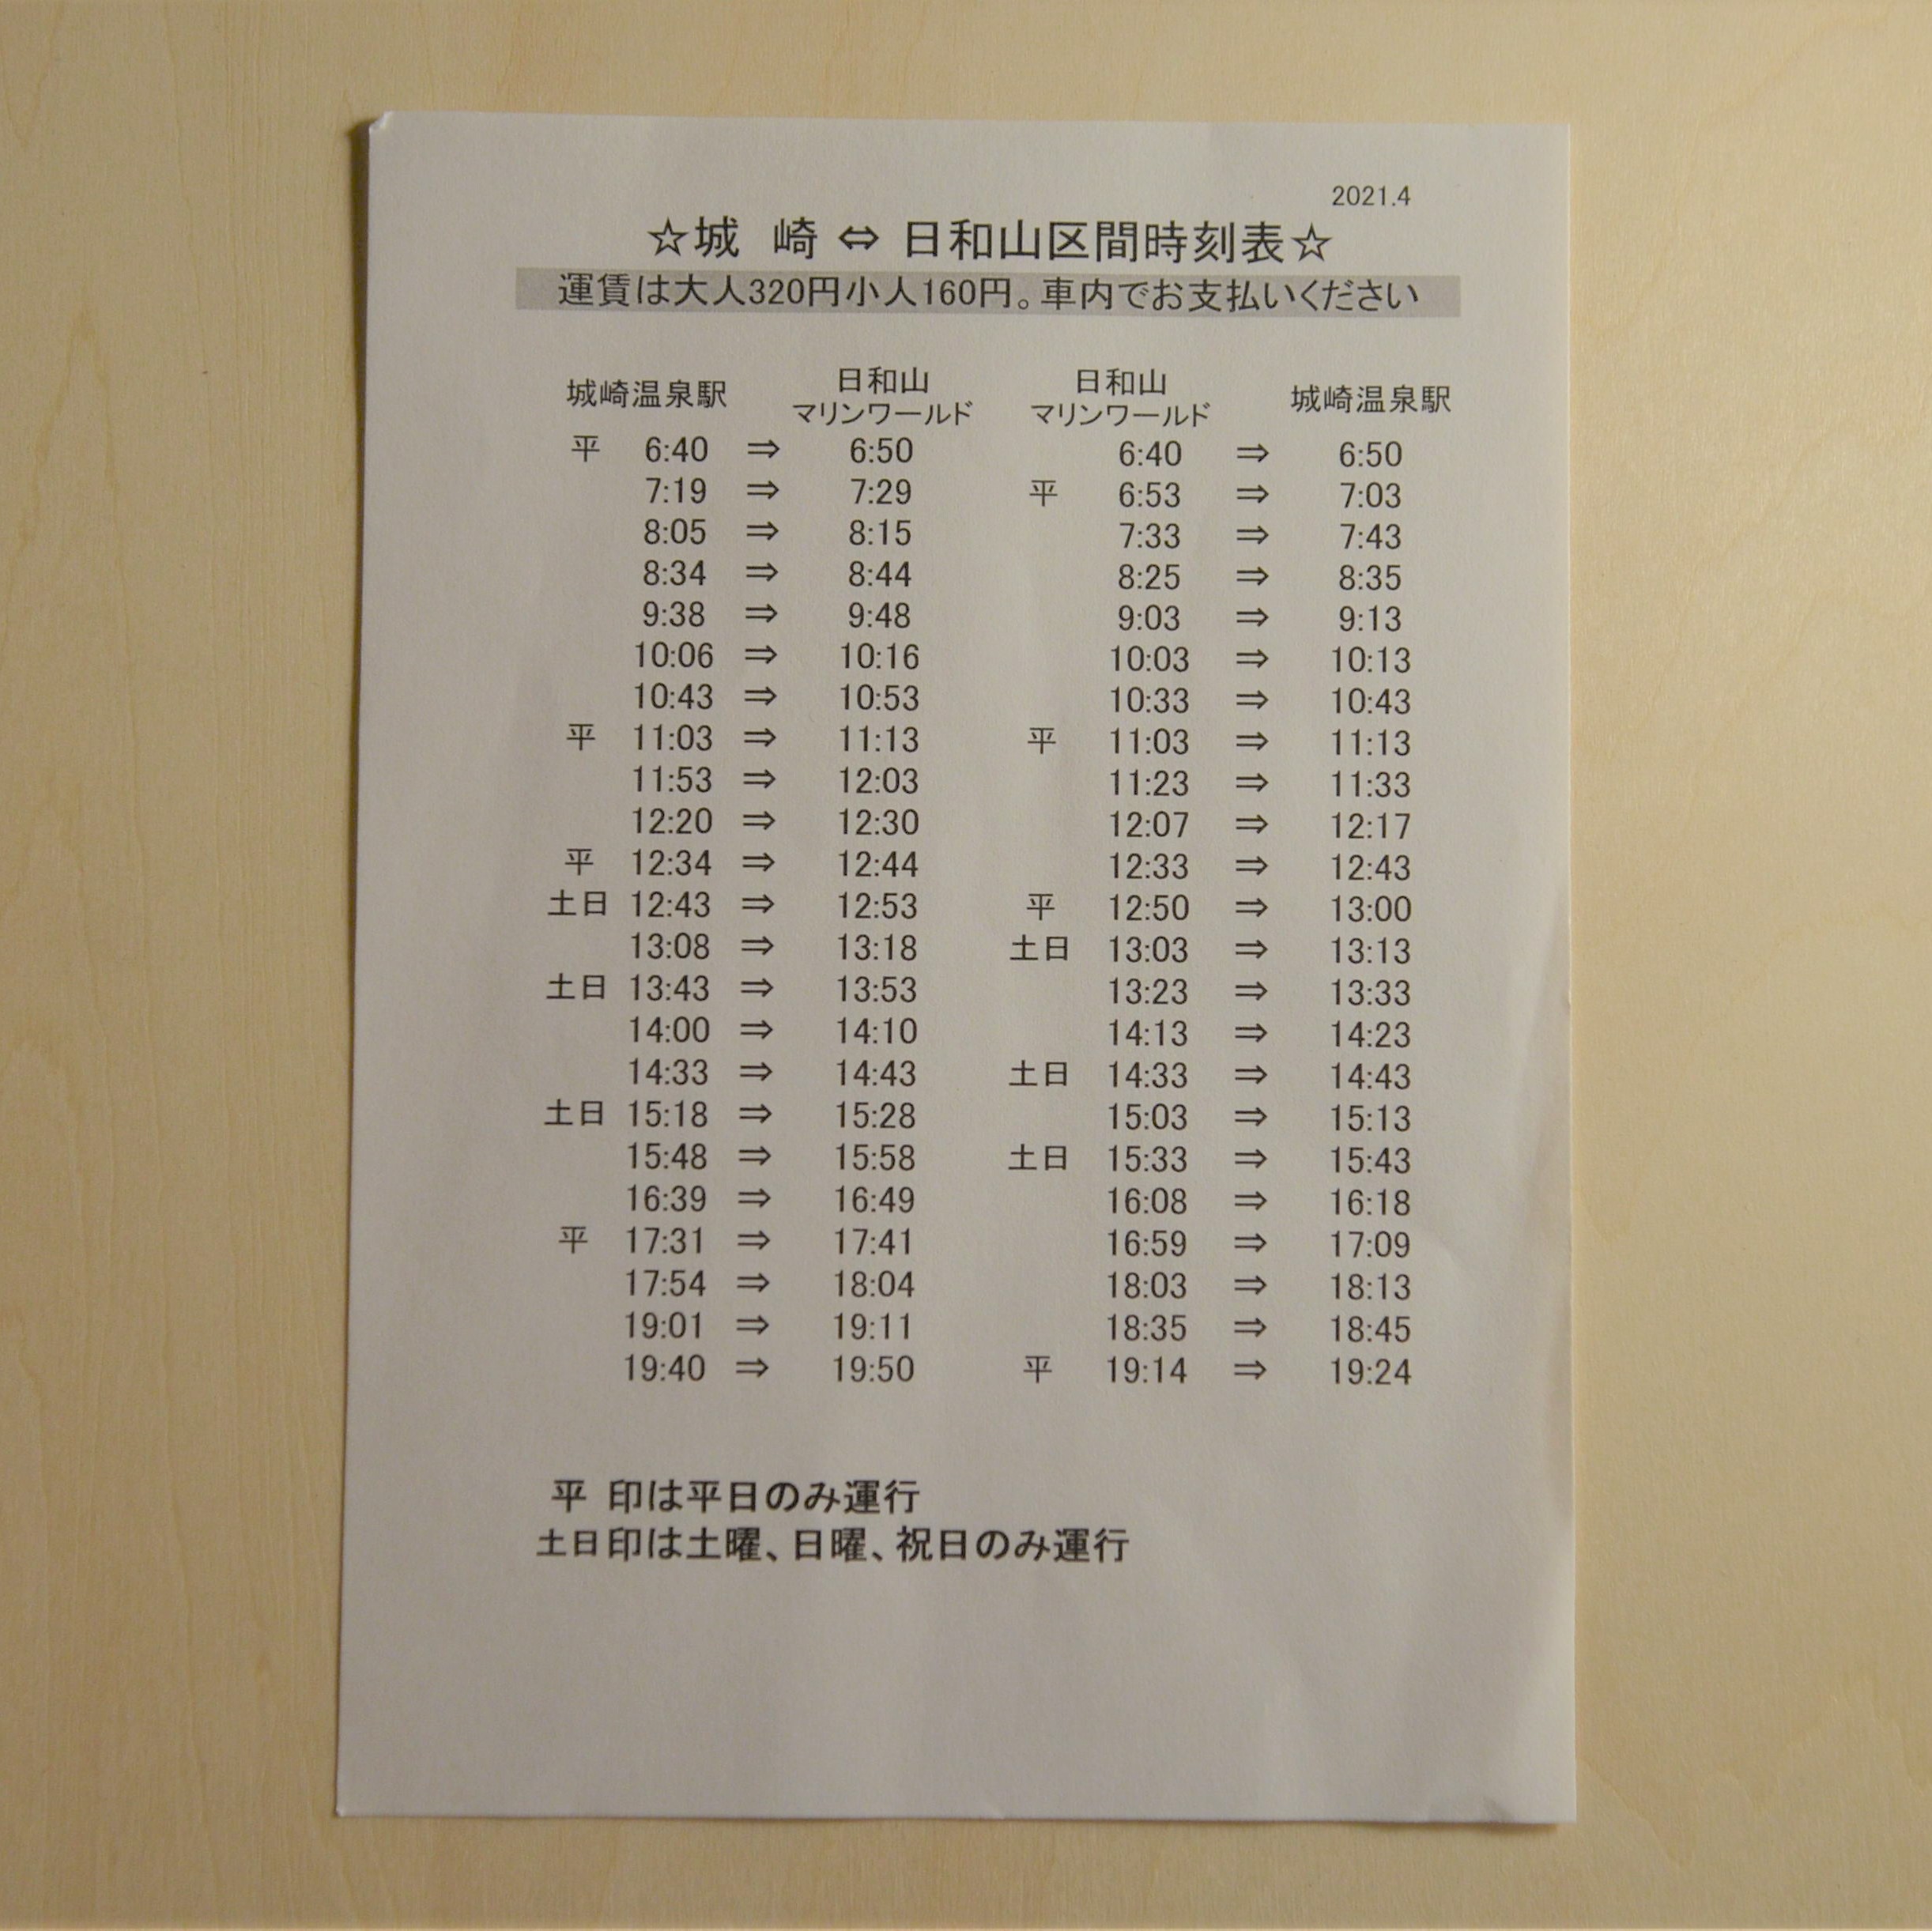 2021.4
☆城 崎 ⇔ 日和山区間時刻表☆
運賃は大人320円小人160円。車内でお支払いください
城崎温泉駅 日和山 マリンワールド 日和山 マリンワールド 城崎温泉駅
平 6:40 ⇒ 6:50 6:40 ⇒ 6:50
7:19 ⇒ 7:29 平 6:53 ⇒ 7:03
8:05 ⇒ 8:15 7:33 ⇒ 7:43
8:34 ⇒ 8:44 8:25 ⇒ 8:35
9:38 ⇒ 9:48 9:03 ⇒ 9:13
10:06 ⇒ 10:16 10:03 ⇒ 10:13
10:43 ⇒ 10:53 10:33 ⇒ 10:43
平 11:03 ⇒ 11:13 平 11:03 ⇒ 11:13
11:53 ⇒ 12:03 11:23 ⇒ 11:33
12:20 ⇒ 12:30 12:07 ⇒ 12:17
平 12:34 ⇒ 12:44 12:33 ⇒ 12:43
土日 12:43 ⇒ 12:53 平 12:50 ⇒ 13:00
13:08 ⇒ 13:18 土日 13:03 ⇒ 13:13
土日 13:43 ⇒ 13:53 13:23 ⇒ 13:33
14:00 ⇒ 14:10 14:13 ⇒ 14:23
14:33 ⇒ 14:43 土日 14:33 ⇒ 14:43
土日 15:18 ⇒ 15:28 15:03 ⇒ 15:13
15:48 ⇒ 15:58 土日 15:33 ⇒ 15:43
16:39 ⇒ 16:49 16:08 ⇒ 16:18
平 17:31 ⇒ 17:41 16:59 ⇒ 17:09
17:54 ⇒ 18:04 18:03 ⇒ 18:13
19:01 ⇒ 19:11 18:35 ⇒ 18:45
19:40 ⇒ 19:50 平 19:14 ⇒ 19:24
平 印は平日のみ運行
土日印は土曜、日曜、祝日のみ運行